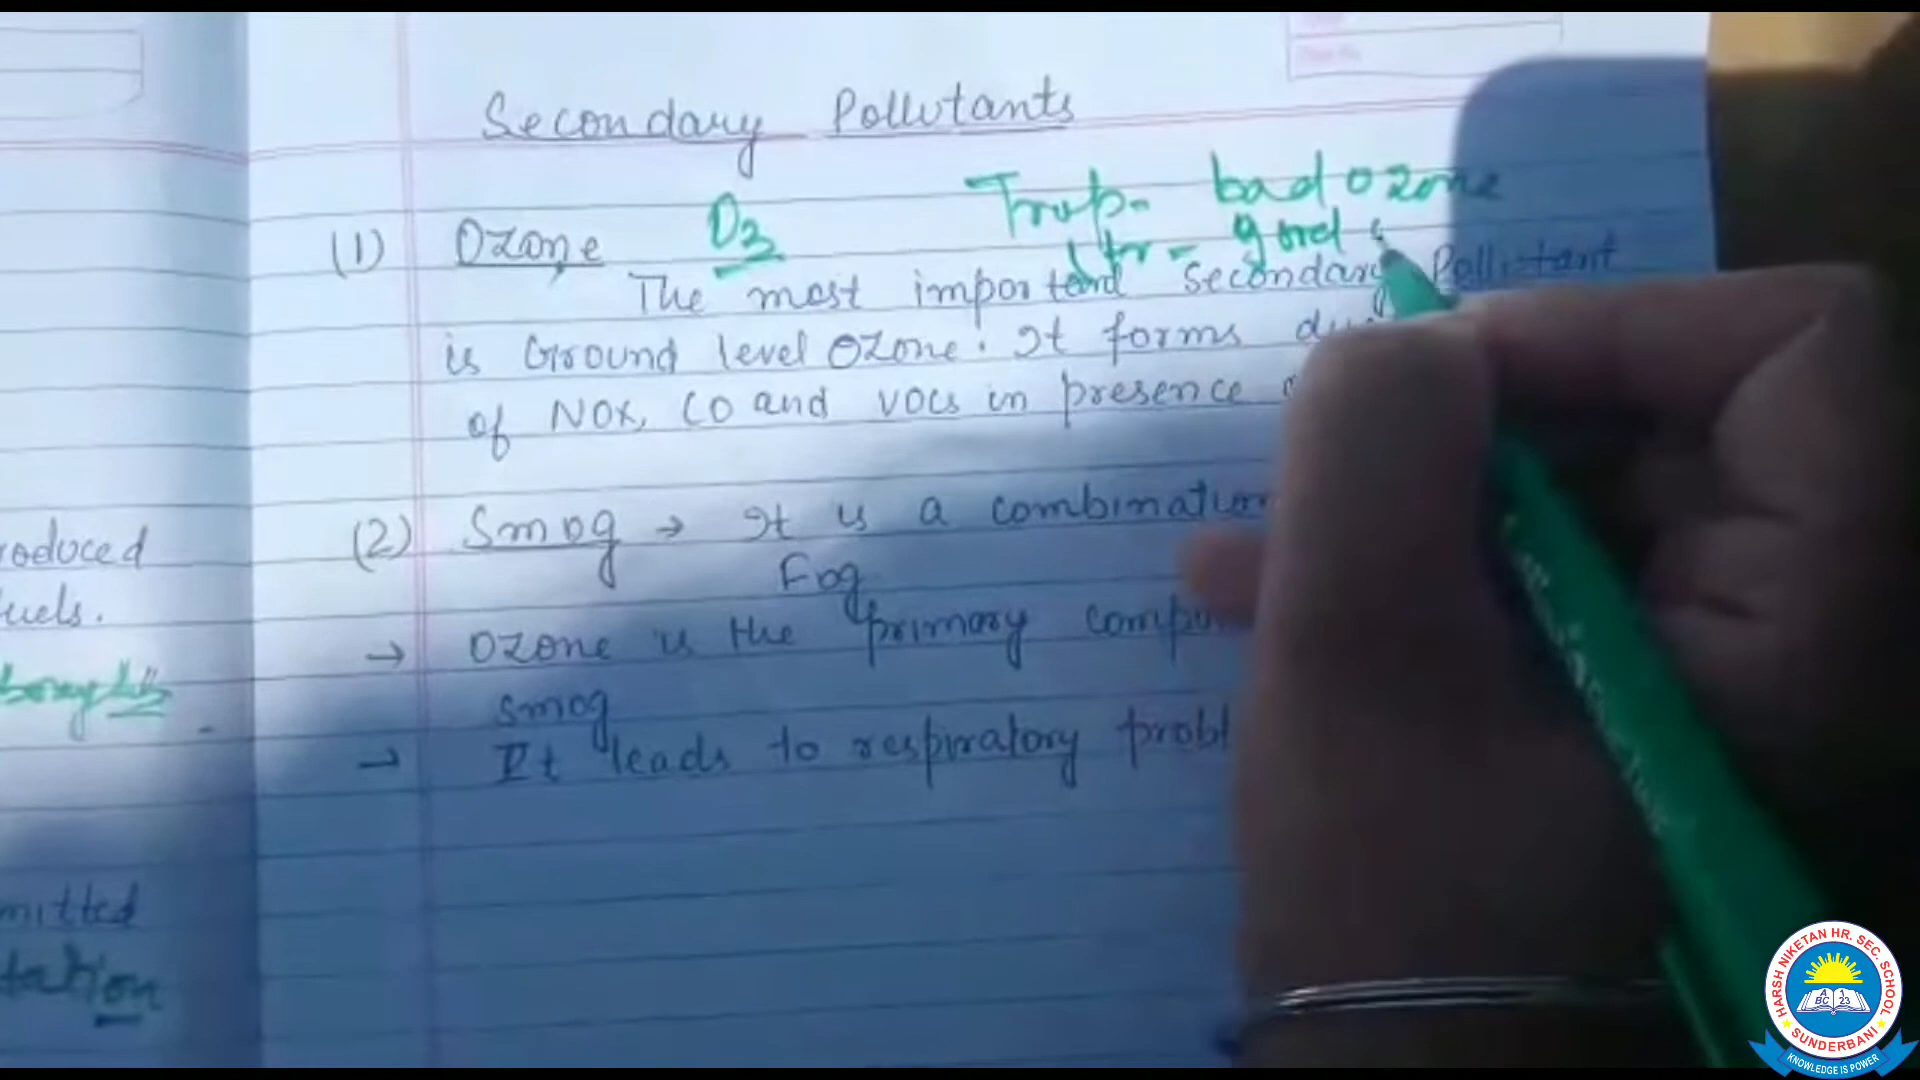 Secondary Pollutants
Trop- bad ozone
(1) Ozone O3
Str- good
The most important Secondary Pollutant
is Ground level Ozone. It forms
of NOx, CO and VOCs in presence
(2) Smog → It is a combination
Fog
→ Ozone is the primary
smog
→ It leads to respiratory
roduced
uels.
mitted
tation
HARSH NIKETAN HR. SEC. SCHOOL
ABC 123
SUNDERBANI
KNOWLEDGE IS POWER